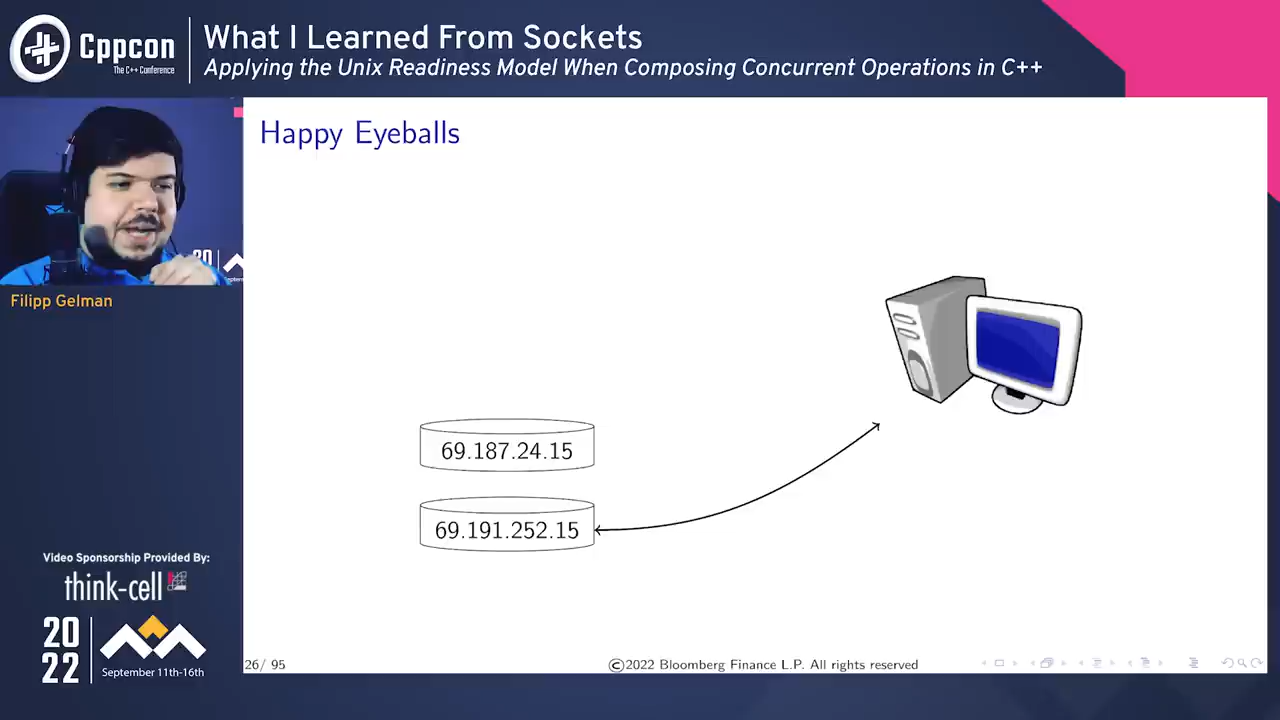 Cppcon
The C++ Conference
What I Learned From Sockets
Applying the Unix Readiness Model When Composing Concurrent Operations in C++
Happy Eyeballs
Filipp Gelman
69.187.24.15
69.191.252.15
Video Sponsorship Provided By:
think-cell
20
22
September 11th-16th
26/ 95
©2022 Bloomberg Finance L.P. All rights reserved